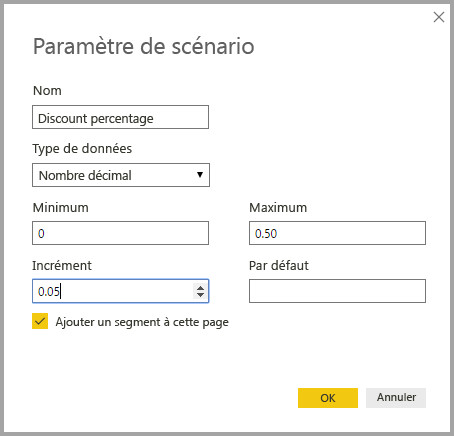 Paramètre de scénario
Nom
Discount percentage
Type de données
Nombre décimal
Minimum
Maximum
0
0.50
Incrément
Par défaut
0.05
Ajouter un segment à cette page
OK
Annuler